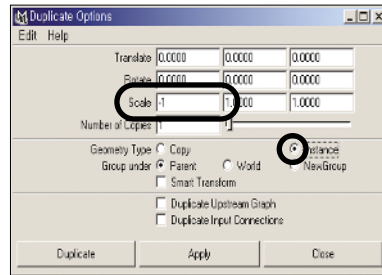 Duplicate Options
Edit Help
Translate 0.0000 0.0000 0.0000
Rotate 0.0000 0.0000 0.0000
Scale -1 1.0000 1.0000
Number of Copies 1
Geometry Type Copy Instance
Group under Parent World NewGroup
Smart Transform
Duplicate Upstream Graph
Duplicate Input Connections
Duplicate Apply Close